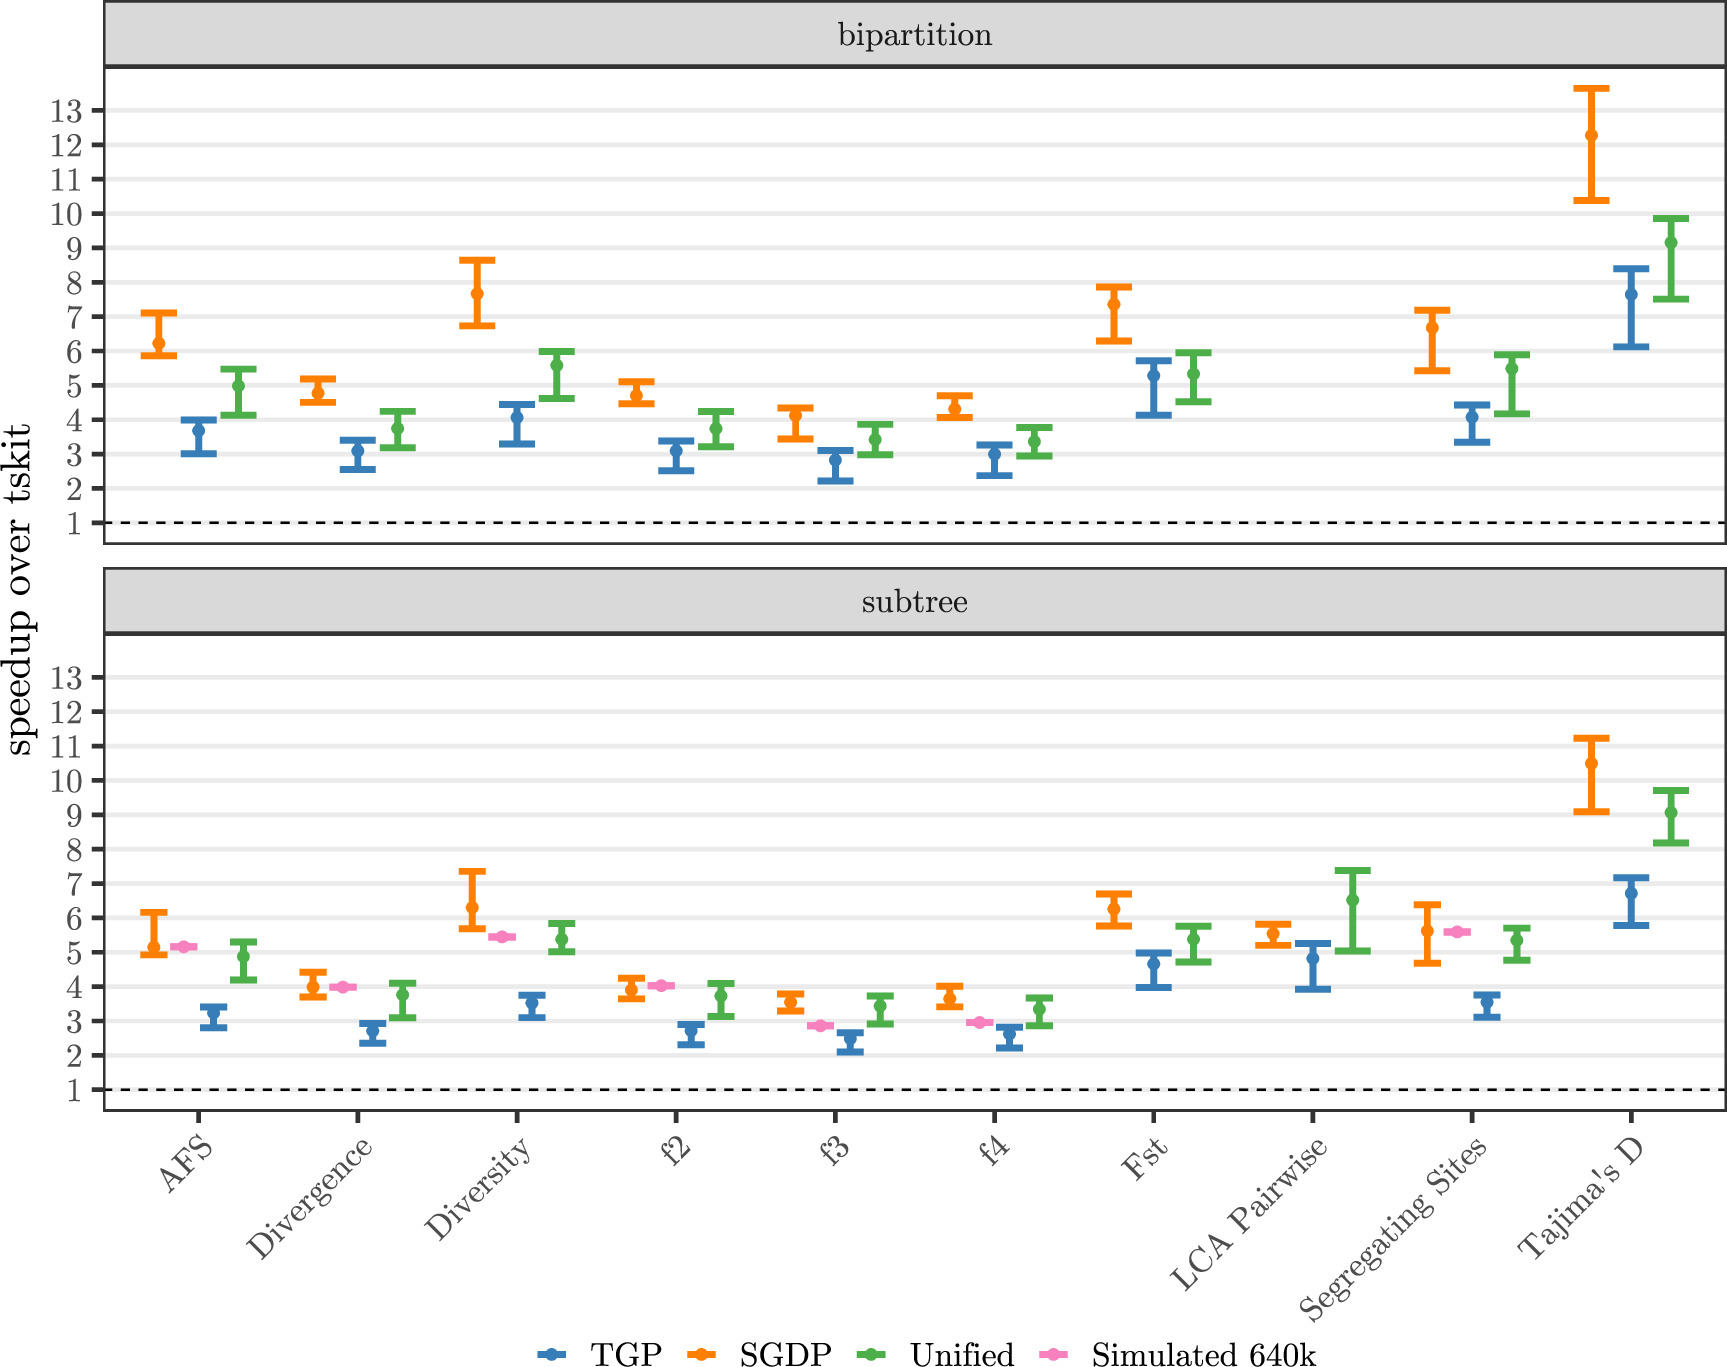 bipartition
13
12
11
10
9
8
7
6
5
4
3
2
1
speedup over tskit
subtree
13
12
11
10
9
8
7
6
5
4
3
2
1
AFS
Divergence
Diversity
f2
f3
f4
Fst
LCA Pairwise
Segregating Sites
Tajima's D
TGP SGDP Unified Simulated 640k